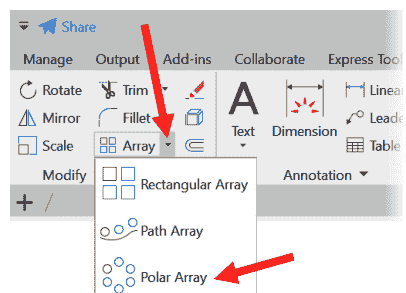 Share
Manage Output Add-ins Collaborate Express Too
Rotate Trim Linea
Mirror Fillet Text Dimension Leade
Scale Array Table
Modify Annotation
Rectangular Array
Path Array
Polar Array